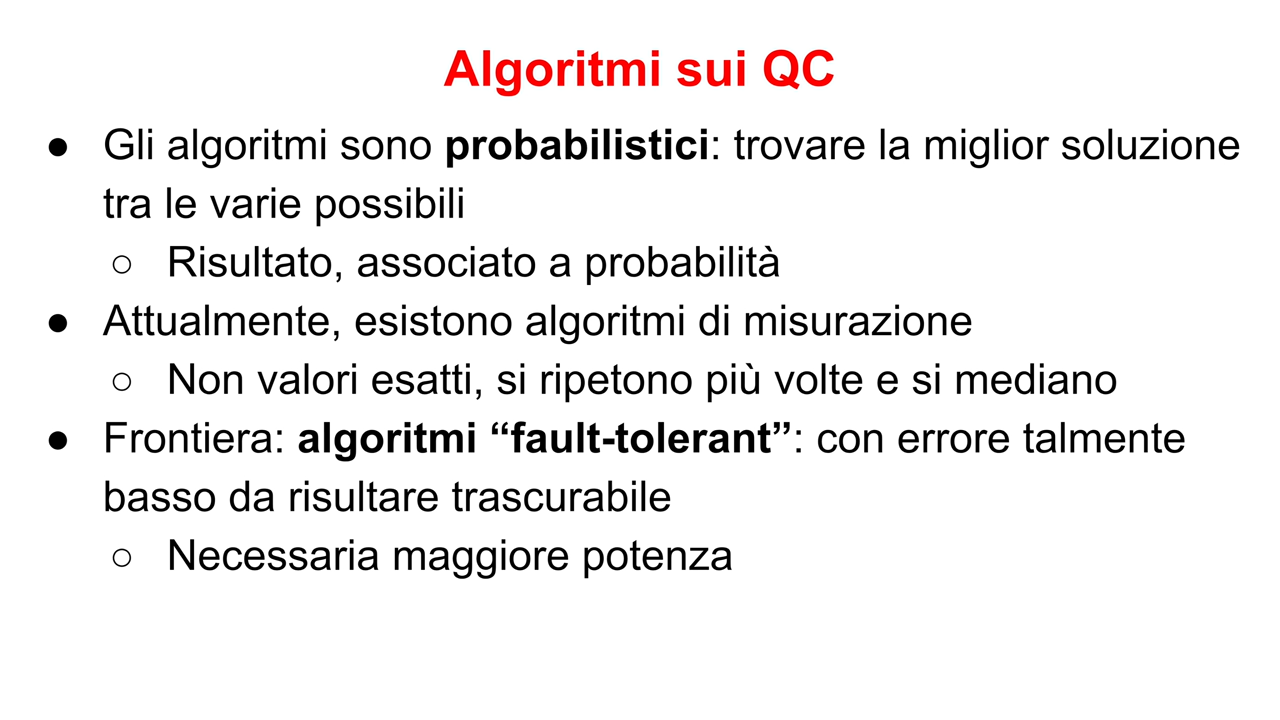 Algoritmi sui QC
● Gli algoritmi sono probabilistici: trovare la miglior soluzione
tra le varie possibili
○ Risultato, associato a probabilità
● Attualmente, esistono algoritmi di misurazione
○ Non valori esatti, si ripetono più volte e si mediano
● Frontiera: algoritmi “fault-tolerant”: con errore talmente
basso da risultare trascurabile
○ Necessaria maggiore potenza